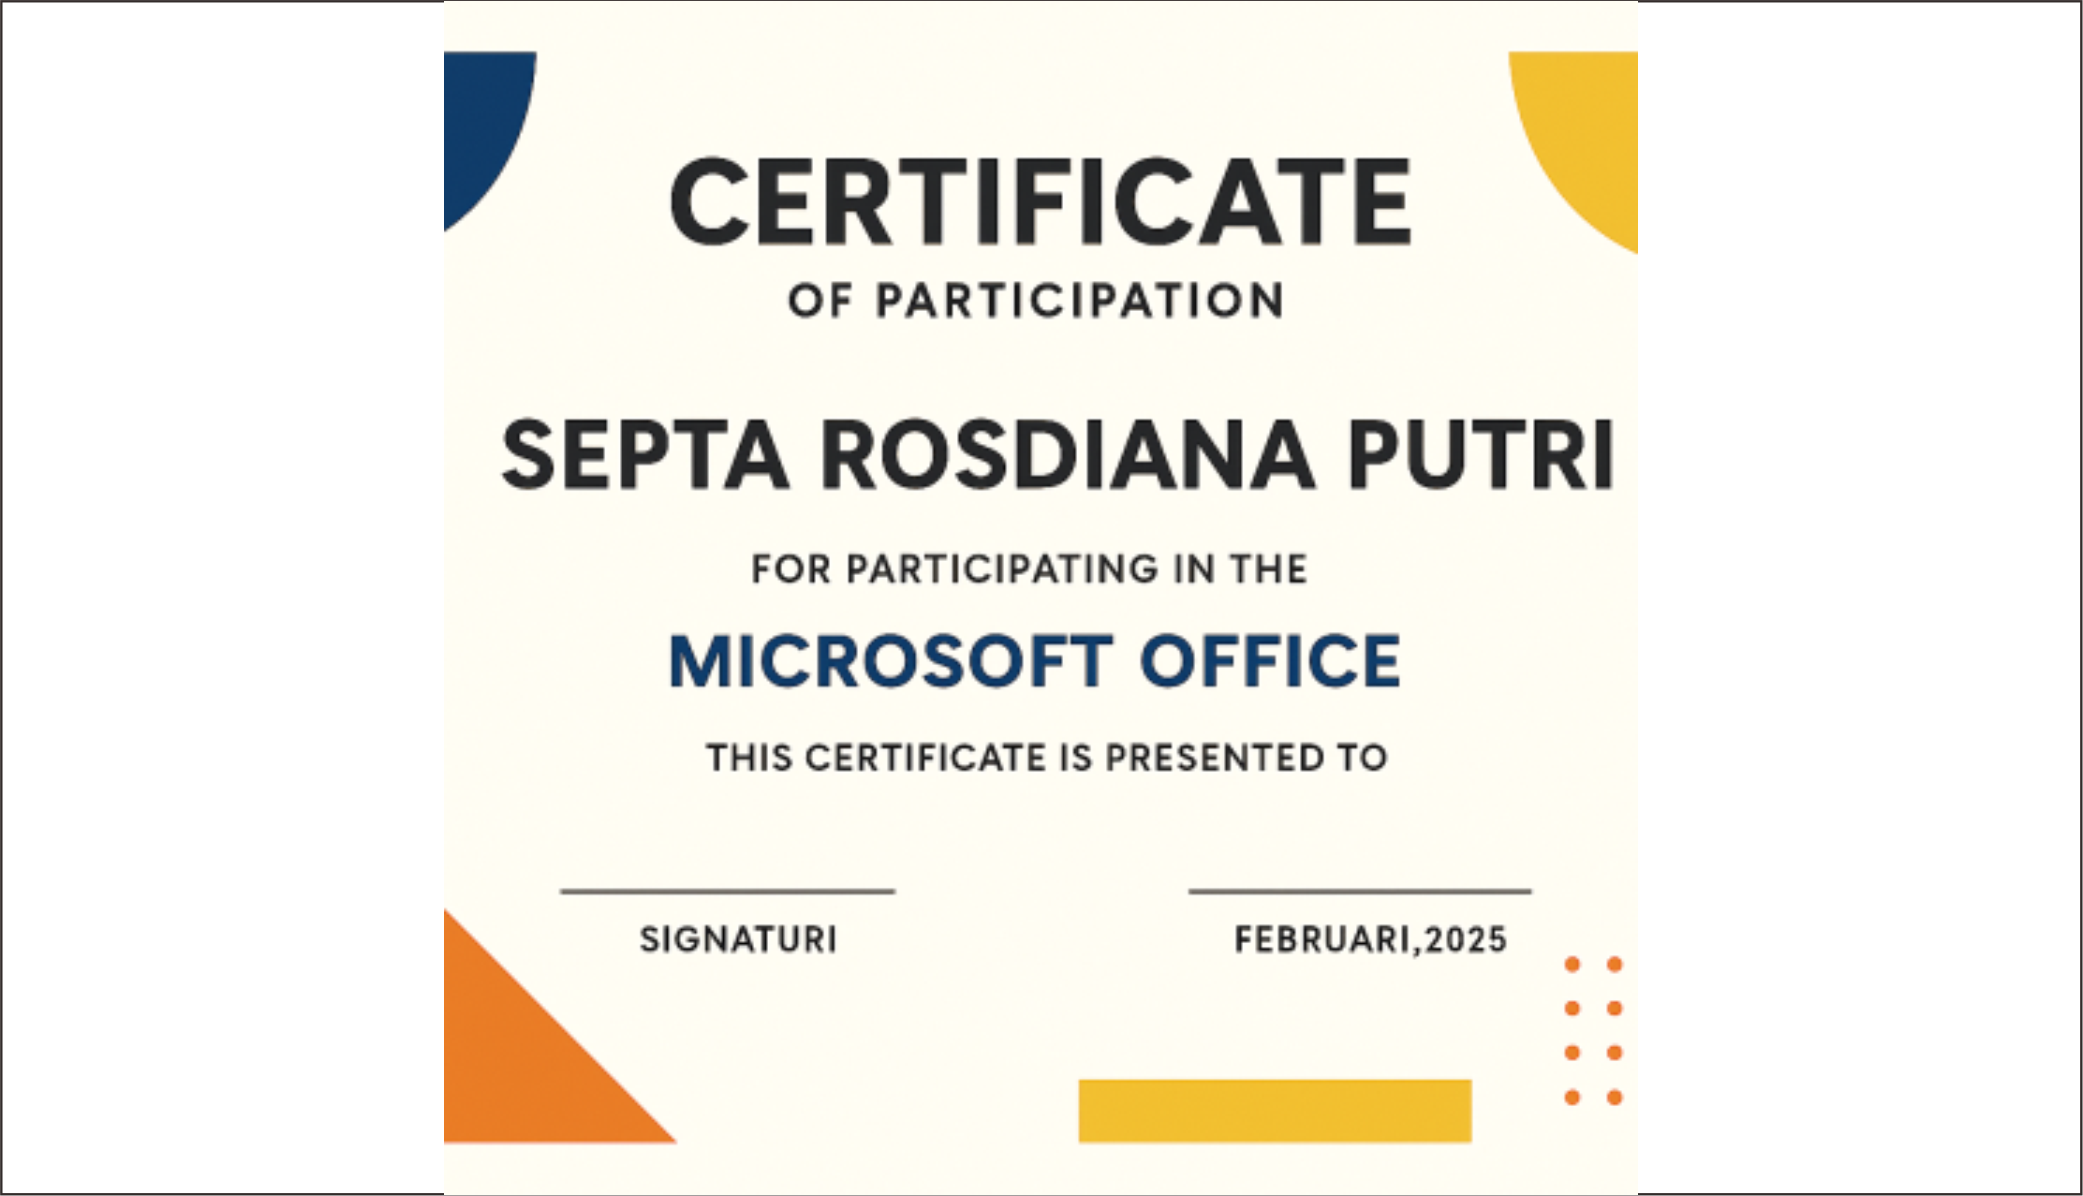 CERTIFICATE
OF PARTICIPATION
SEPTA ROSDIANA PUTRI
FOR PARTICIPATING IN THE
MICROSOFT OFFICE
THIS CERTIFICATE IS PRESENTED TO
SIGNATURI
FEBRUARI,2025